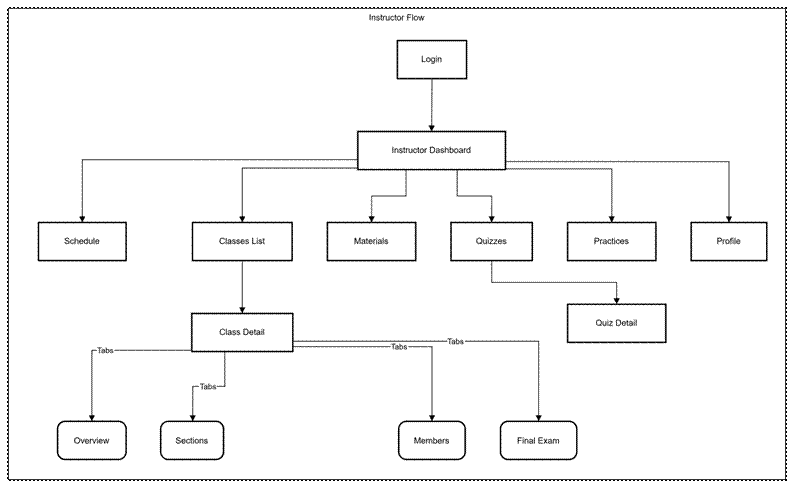 Instructor Flow
Login
Instructor Dashboard
Schedule
Classes List
Materials
Quizzes
Practices
Profile
Class Detail
Quiz Detail
Tabs
Tabs
Tabs
Tabs
Overview
Sections
Members
Final Exam